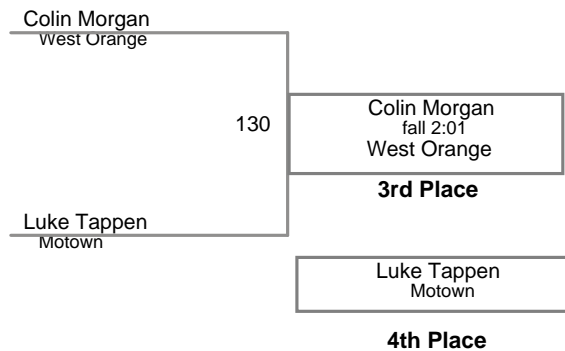 Colin Morgan
West Orange
130
Colin Morgan
fall 2:01
West Orange
3rd Place
Luke Tappen
Motown
Luke Tappen
Motown
4th Place